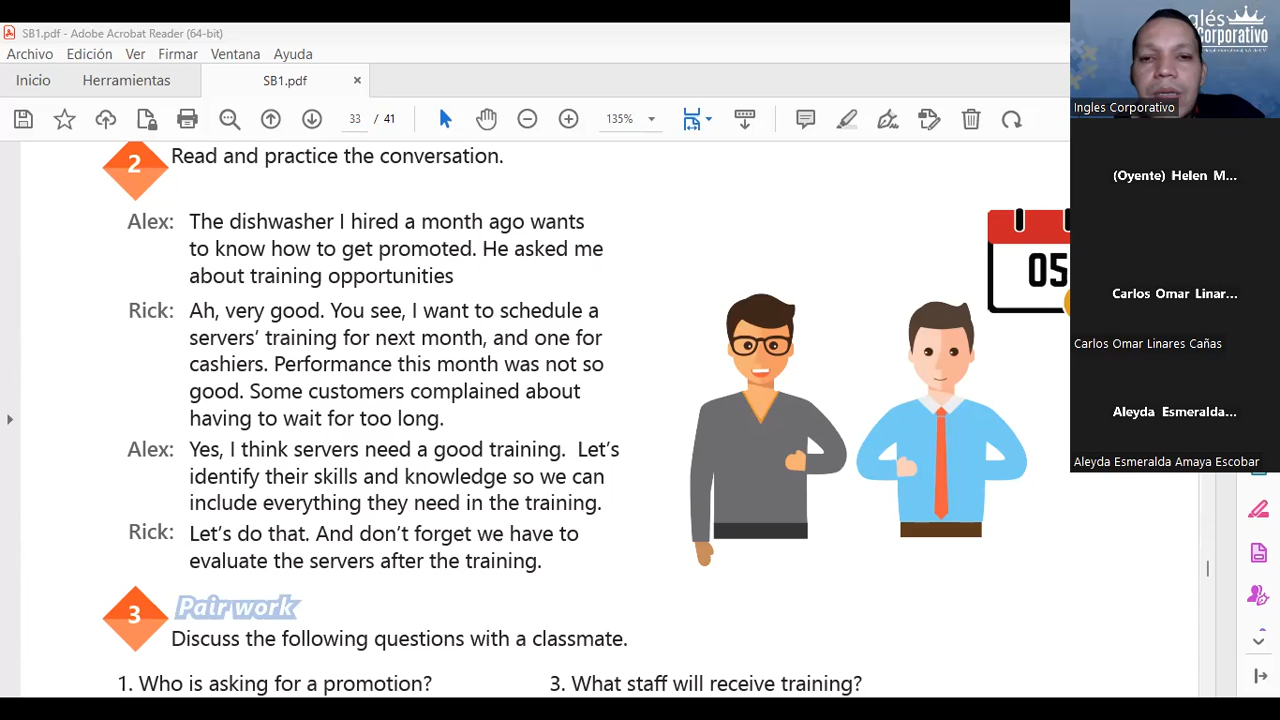 SB1.pdf - Adobe Acrobat Reader (64-bit)
Archivo Edición Ver Firmar Ventana Ayuda
Inicio Herramientas SB1.pdf ×
33 / 41 135%
2 Read and practice the conversation.
Alex: The dishwasher I hired a month ago wants
to know how to get promoted. He asked me
about training opportunities
Rick: Ah, very good. You see, I want to schedule a
servers’ training for next month, and one for
cashiers. Performance this month was not so
good. Some customers complained about
having to wait for too long.
Alex: Yes, I think servers need a good training. Let’s
identify their skills and knowledge so we can
include everything they need in the training.
Rick: Let’s do that. And don’t forget we have to
evaluate the servers after the training.
05
3 Pair work
Discuss the following questions with a classmate.
1. Who is asking for a promotion? 3. What staff will receive training?
glés
Corporativo
Ingles Corporativo
(Oyente) Helen M...
Carlos Omar Linar...
Carlos Omar Linares Cañas
Aleyda Esmeralda...
Aleyda Esmeralda Amaya Escobar